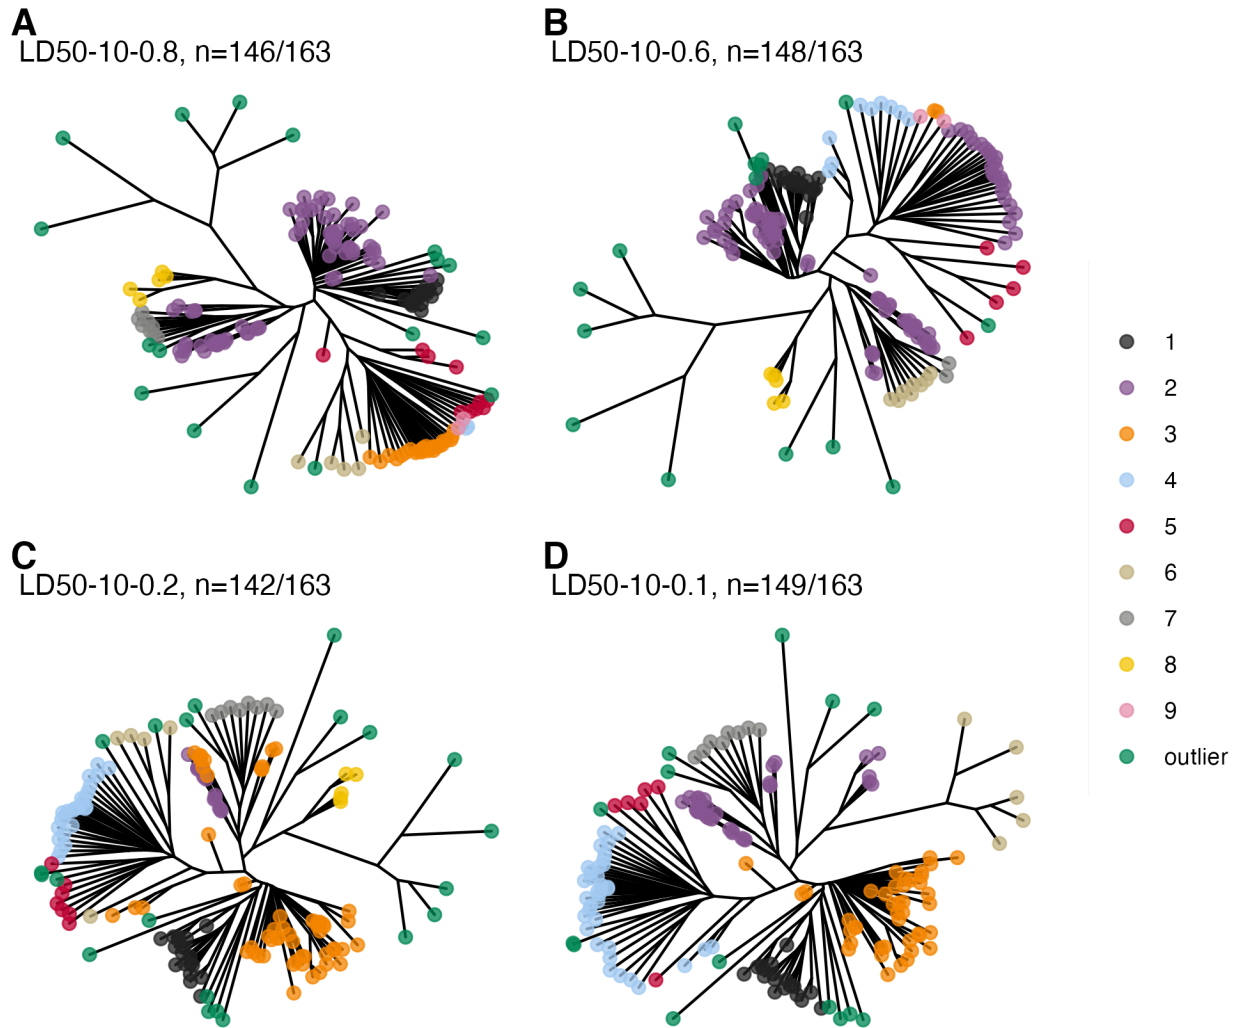 A
LD50-10-0.8, n=146/163
B
LD50-10-0.6, n=148/163
C
LD50-10-0.2, n=142/163
D
LD50-10-0.1, n=149/163
1
2
3
4
5
6
7
8
9
outlier